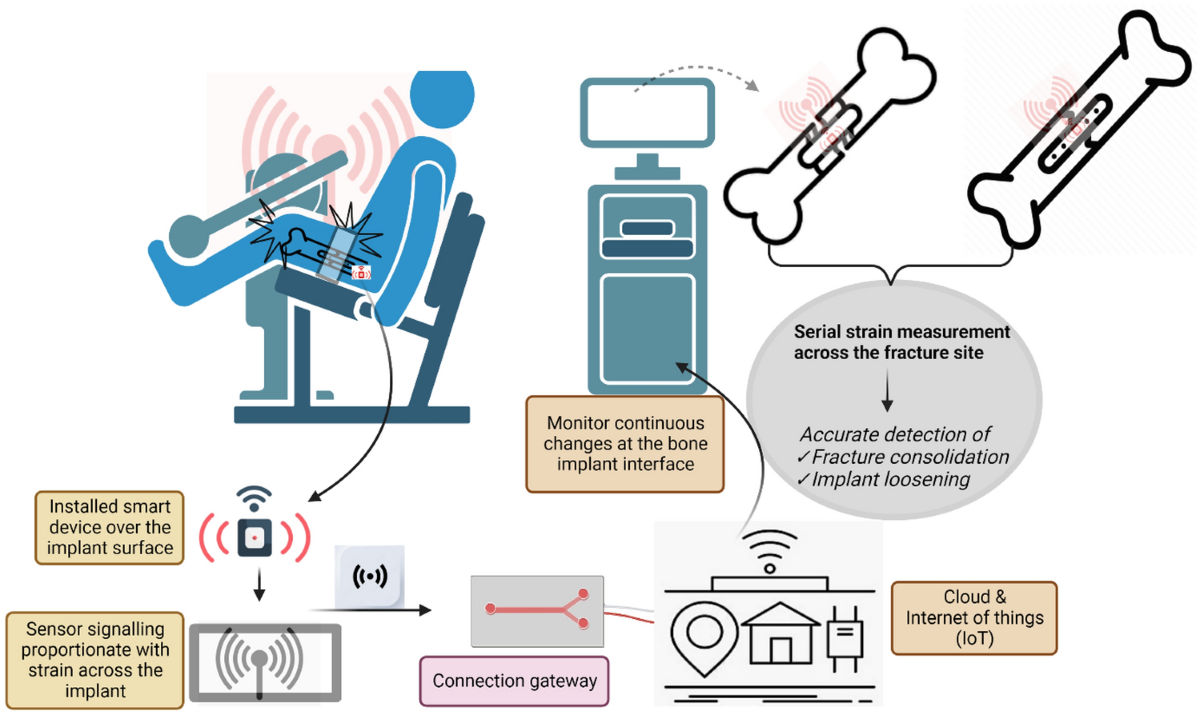 Serial strain measurement
across the fracture site
Accurate detection of
✓Fracture consolidation
✓Implant loosening
Monitor continuous
changes at the bone
implant interface
Installed smart
device over the
implant surface
Sensor signalling
proportionate with
strain across the
implant
Connection gateway
Cloud &
Internet of things
(IoT)